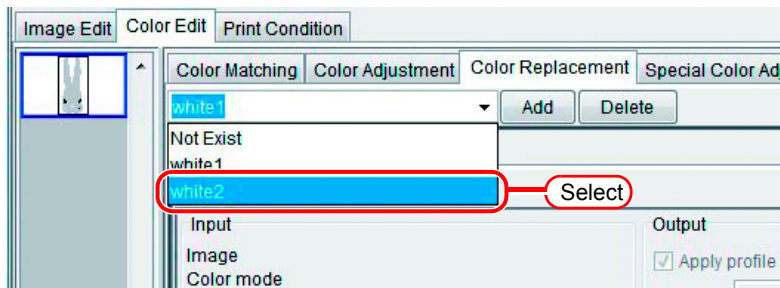 Image Edit Color Edit Print Condition
Color Matching Color Adjustment Color Replacement Special Color Ad
white1 Add Delete
Not Exist
white1
white2 Select
Input Output
Image Apply profile
Color mode